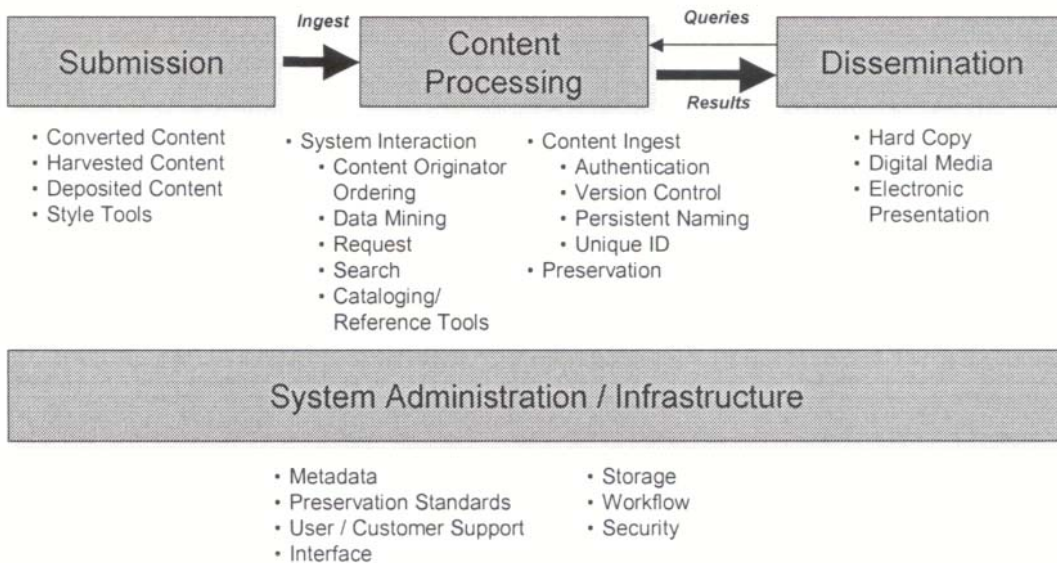 Submission
Ingest
Content
Processing
Queries
Results
Dissemination
• Converted Content
• Harvested Content
• Deposited Content
• Style Tools
• System Interaction
• Content Originator
Ordering
• Data Mining
• Request
• Search
• Cataloging/
Reference Tools
• Content Ingest
• Authentication
• Version Control
• Persistent Naming
• Unique ID
• Preservation
• Hard Copy
• Digital Media
• Electronic
Presentation
System Administration / Infrastructure
• Metadata
• Preservation Standards
• User / Customer Support
• Interface
• Storage
• Workflow
• Security